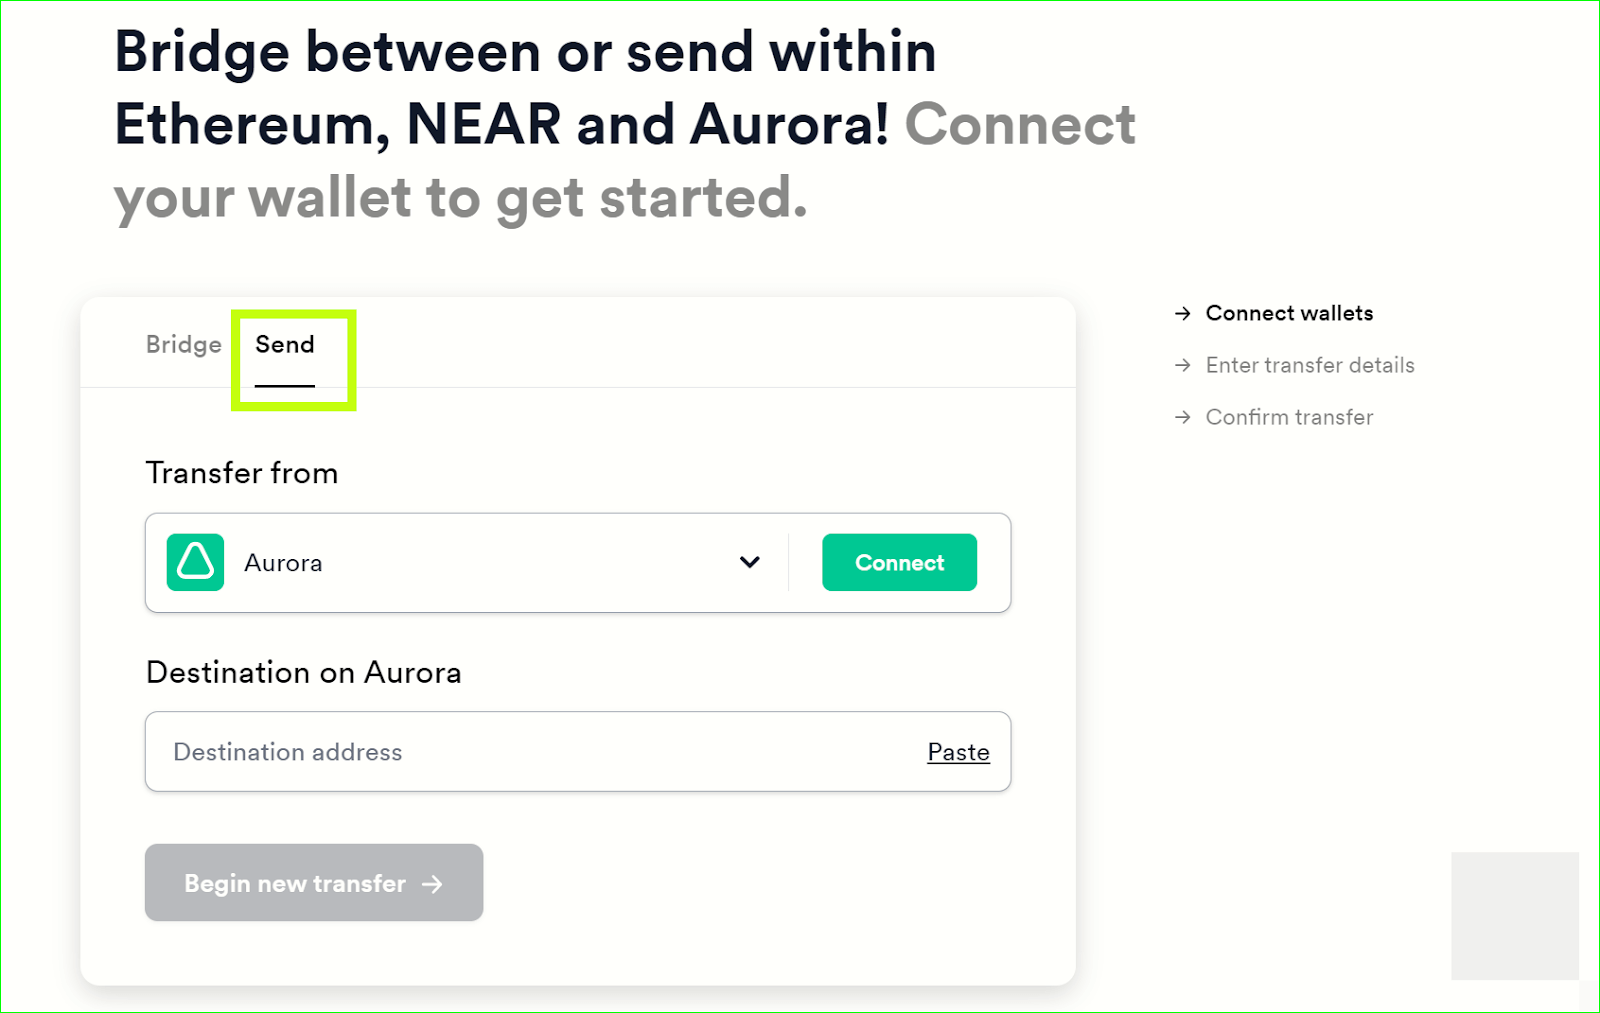 Bridge between or send within
Ethereum, NEAR and Aurora! Connect
your wallet to get started.
Bridge Send
Transfer from
Aurora Connect
Destination on Aurora
Destination address Paste
Begin new transfer →
→ Connect wallets
→ Enter transfer details
→ Confirm transfer